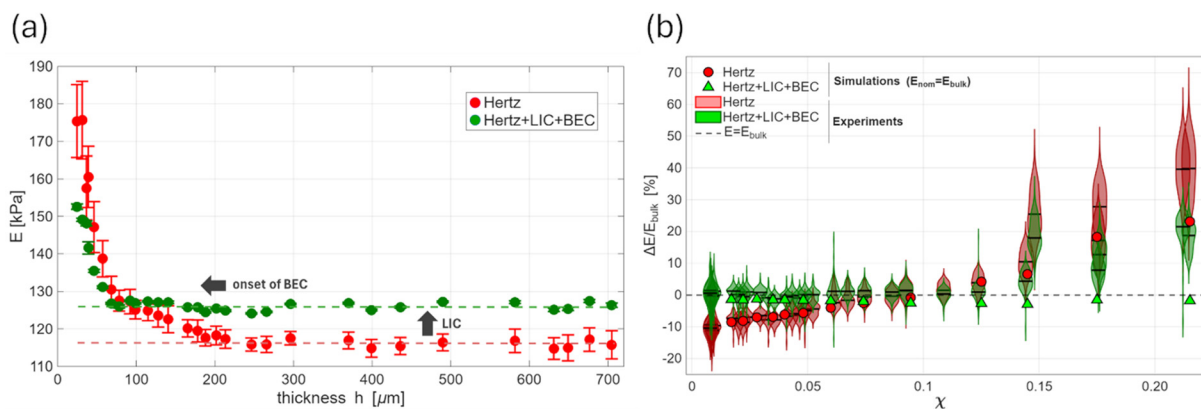 (a)
190
180
170
160
150
140
130
120
110
E [kPa]
0
100
200
300
400
500
600
700
thickness h [μm]
Hertz
Hertz+LIC+BEC
onset of BEC
LIC
(b)
70
60
50
40
30
20
10
0
-10
-20
ΔE/E_bulk [%]
0
0.05
0.1
0.15
0.20
χ
Hertz
Hertz+LIC+BEC
Simulations (E_nom=E_bulk)
Hertz
Hertz+LIC+BEC
Experiments
E=E_bulk